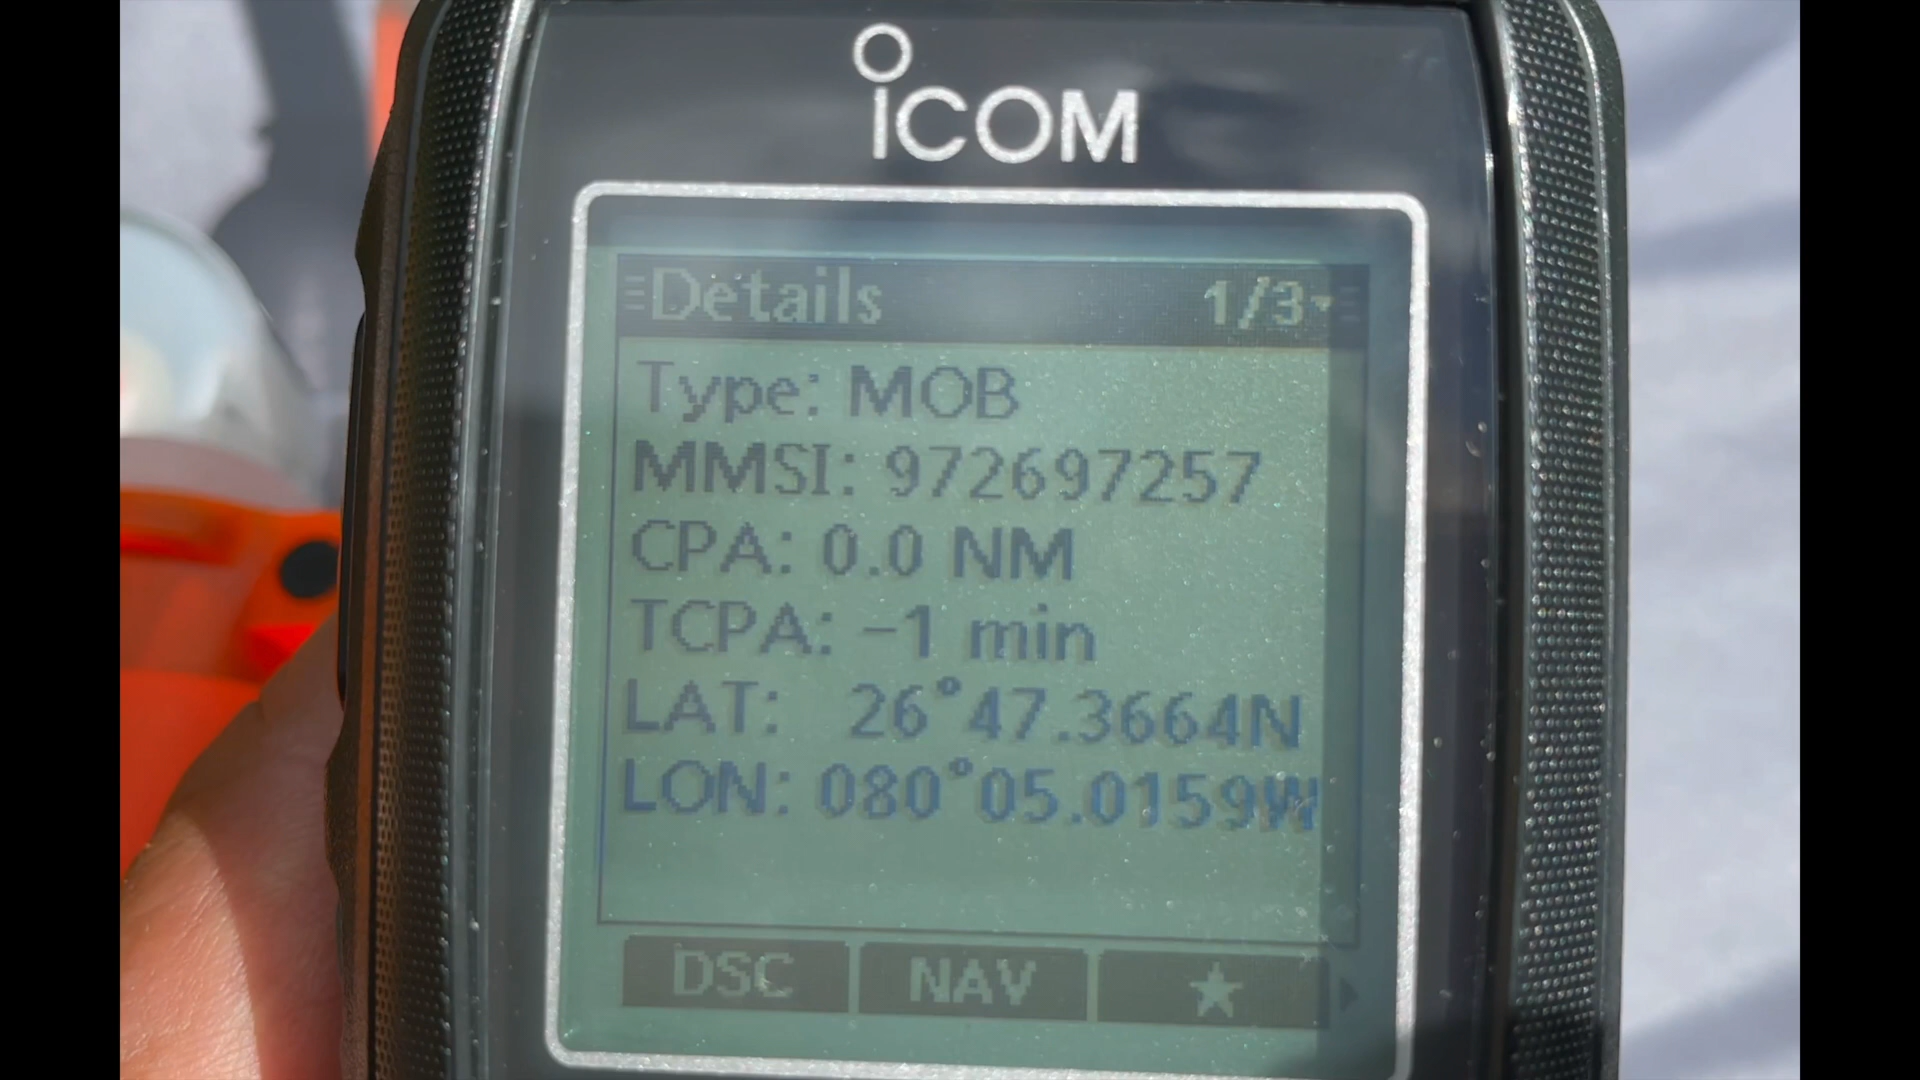 ICOM
Details 1/3
Type: MOB
MMSI: 972697257
CPA: 0.0 NM
TCPA: -1 min
LAT: 26°47.3664N
LON: 080°05.0159W
DSC NAV ★